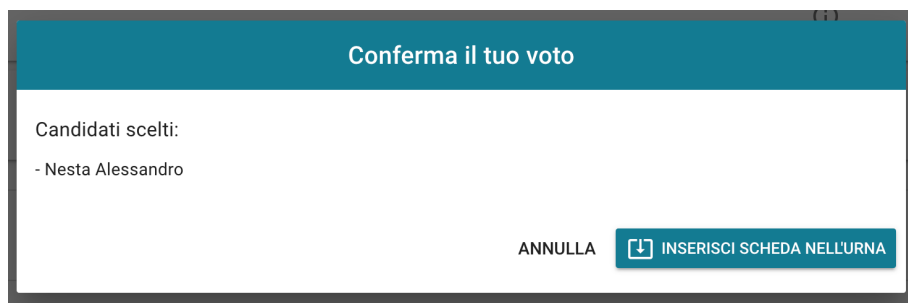 Conferma il tuo voto
Candidati scelti:
- Nesta Alessandro
ANNULLA INSERISCI SCHEDA NELL'URNA